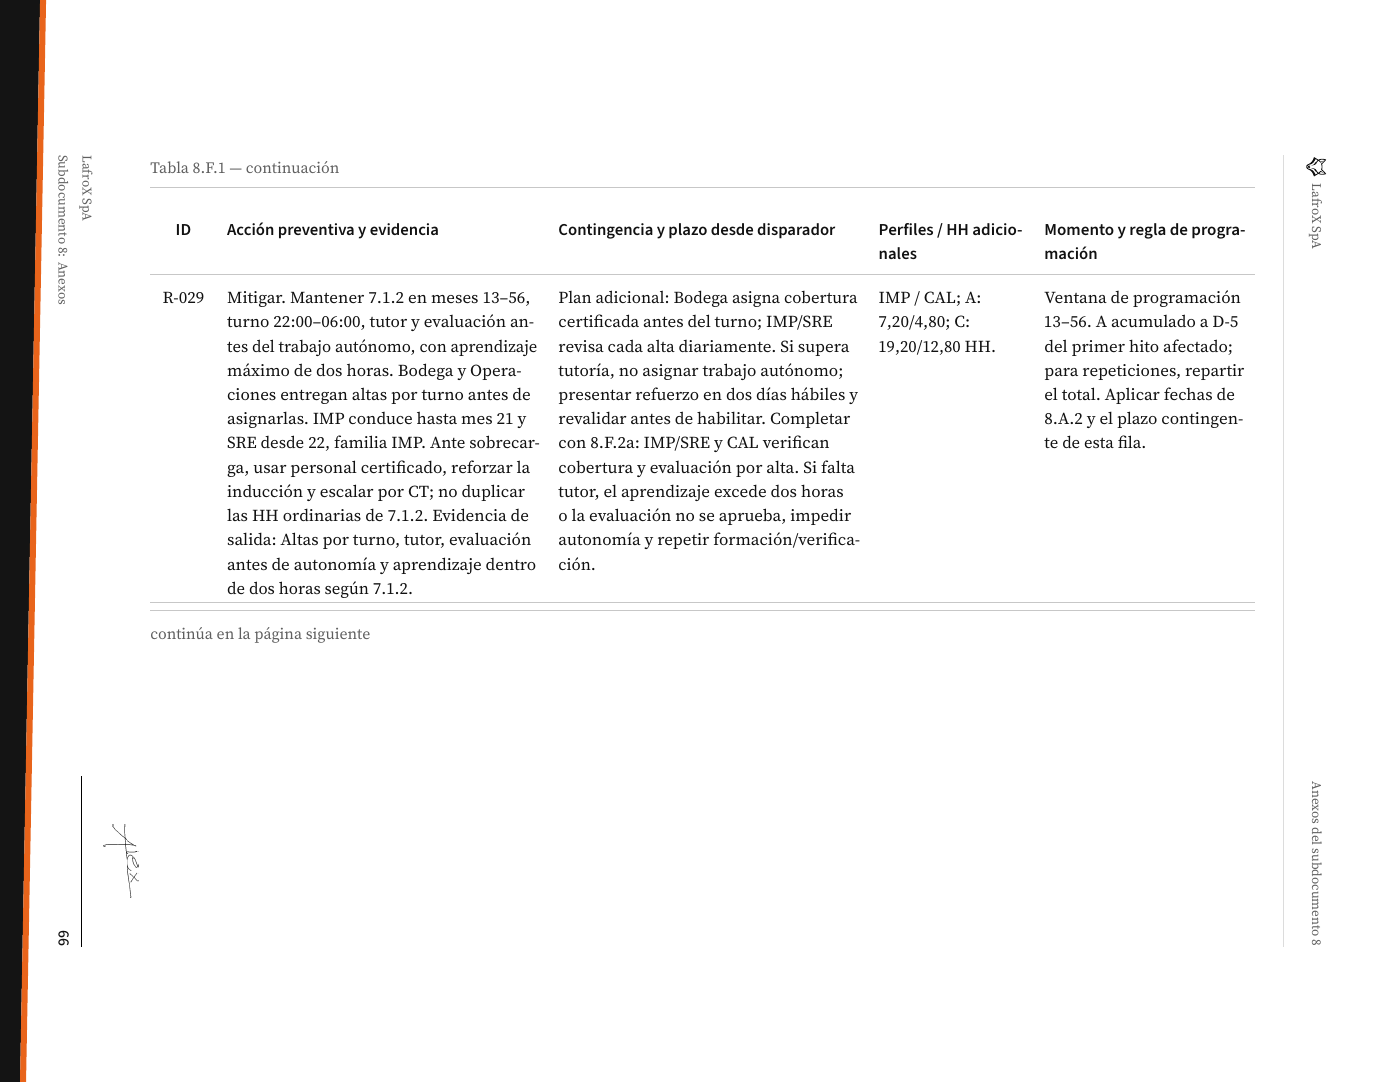 LafroX SpA
Subdocumento 8: Anexos
Tabla 8.F.1 — continuación
ID
Acción preventiva y evidencia
Contingencia y plazo desde disparador
Perfiles / HH adicio-
nales
Momento y regla de progra-
mación
R-029
Mitigar. Mantener 7.1.2 en meses 13–56,
turno 22:00–06:00, tutor y evaluación an-
tes del trabajo autónomo, con aprendizaje
máximo de dos horas. Bodega y Opera-
ciones entregan altas por turno antes de
asignarlas. IMP conduce hasta mes 21 y
SRE desde 22, familia IMP. Ante sobrecar-
ga, usar personal certificado, reforzar la
inducción y escalar por CT; no duplicar
las HH ordinarias de 7.1.2. Evidencia de
salida: Altas por turno, tutor, evaluación
antes de autonomía y aprendizaje dentro
de dos horas según 7.1.2.
Plan adicional: Bodega asigna cobertura
certificada antes del turno; IMP/SRE
revisa cada alta diariamente. Si supera
tutoría, no asignar trabajo autónomo;
presentar refuerzo en dos días hábiles y
revalidar antes de habilitar. Completar
con 8.F.2a: IMP/SRE y CAL verifican
cobertura y evaluación por alta. Si falta
tutor, el aprendizaje excede dos horas
o la evaluación no se aprueba, impedir
autonomía y repetir formación/verifica-
ción.
IMP / CAL; A:
7,20/4,80; C:
19,20/12,80 HH.
Ventana de programación
13–56. A acumulado a D-5
del primer hito afectado;
para repeticiones, repartir
el total. Aplicar fechas de
8.A.2 y el plazo contingen-
te de esta fila.
continúa en la página siguiente
LafroX SpA
Anexos del subdocumento 8
Aleix
66